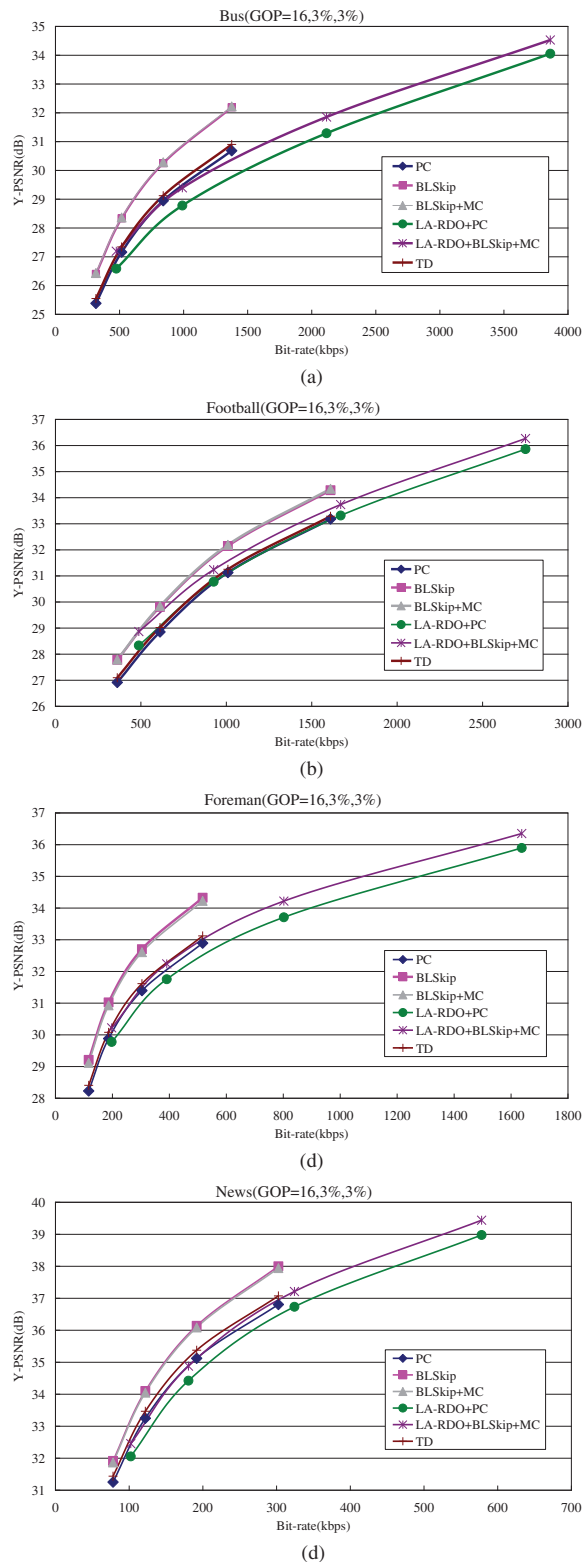 Bus(GOP=16,3%,3%)
Y-PSNR(dB)
35
34
33
32
31
30
29
28
27
26
25
PC
BLSkip
BLSkip+MC
LA-RDO+PC
LA-RDO+BLSkip+MC
TD
0 500 1000 1500 2000 2500 3000 3500 4000
Bit-rate(kbps)
(a)
Football(GOP=16,3%,3%)
Y-PSNR(dB)
37
36
35
34
33
32
31
30
29
28
27
26
PC
BLSkip
BLSkip+MC
LA-RDO+PC
LA-RDO+BLSkip+MC
TD
0 500 1000 1500 2000 2500 3000
Bit-rate(kbps)
(b)
Foreman(GOP=16,3%,3%)
Y-PSNR(dB)
37
36
35
34
33
32
31
30
29
28
PC
BLSkip
BLSkip+MC
LA-RDO+PC
LA-RDO+BLSkip+MC
TD
0 200 400 600 800 1000 1200 1400 1600 1800
Bit-rate(kbps)
(d)
News(GOP=16,3%,3%)
Y-PSNR(dB)
40
39
38
37
36
35
34
33
32
31
PC
BLSkip
BLSkip+MC
LA-RDO+PC
LA-RDO+BLSkip+MC
TD
0 100 200 300 400 500 600 700
Bit-rate(kbps)
(d)